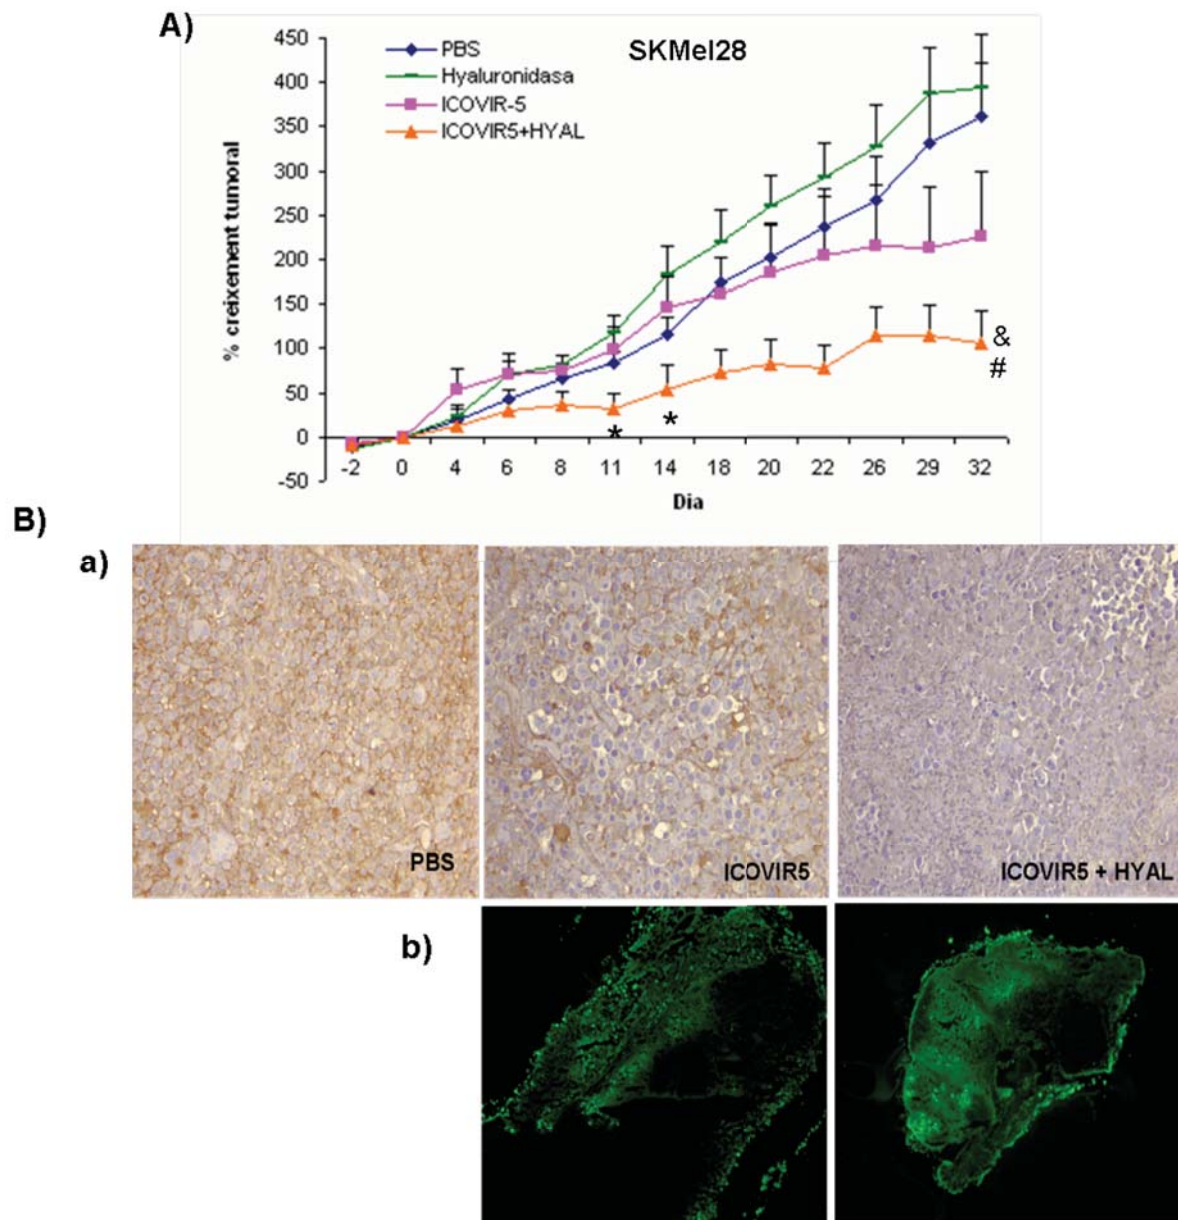 A)
450
400
350
300
250
200
150
100
50
0
-50
% creixement tumoral
PBS
Hyaluronidasa
ICOVIR-5
ICOVIR5+HYAL
SKMel28
&
#
*
*
-2 0 4 6 8 11 14 18 20 22 26 29 32
Dia
B)
a)
PBS
ICOVIR5
ICOVIR5 + HYAL
b)